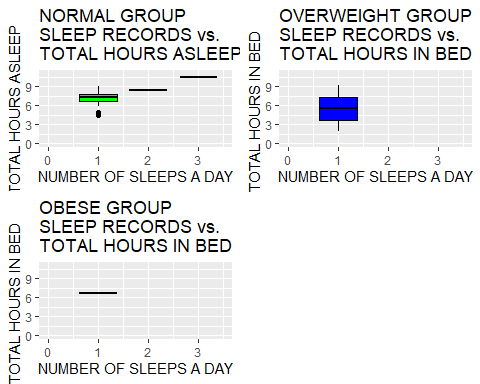 NORMAL GROUP
SLEEP RECORDS vs.
TOTAL HOURS ASLEEP
TOTAL HOURS ASLEEP
9
6
3
0
0 1 2 3
NUMBER OF SLEEPS A DAY
OVERWEIGHT GROUP
SLEEP RECORDS vs.
TOTAL HOURS IN BED
TOTAL HOURS IN BED
9
6
3
0
0 1 2 3
NUMBER OF SLEEPS A DAY
OBESE GROUP
SLEEP RECORDS vs.
TOTAL HOURS IN BED
TOTAL HOURS IN BED
9
6
3
0
0 1 2 3
NUMBER OF SLEEPS A DAY